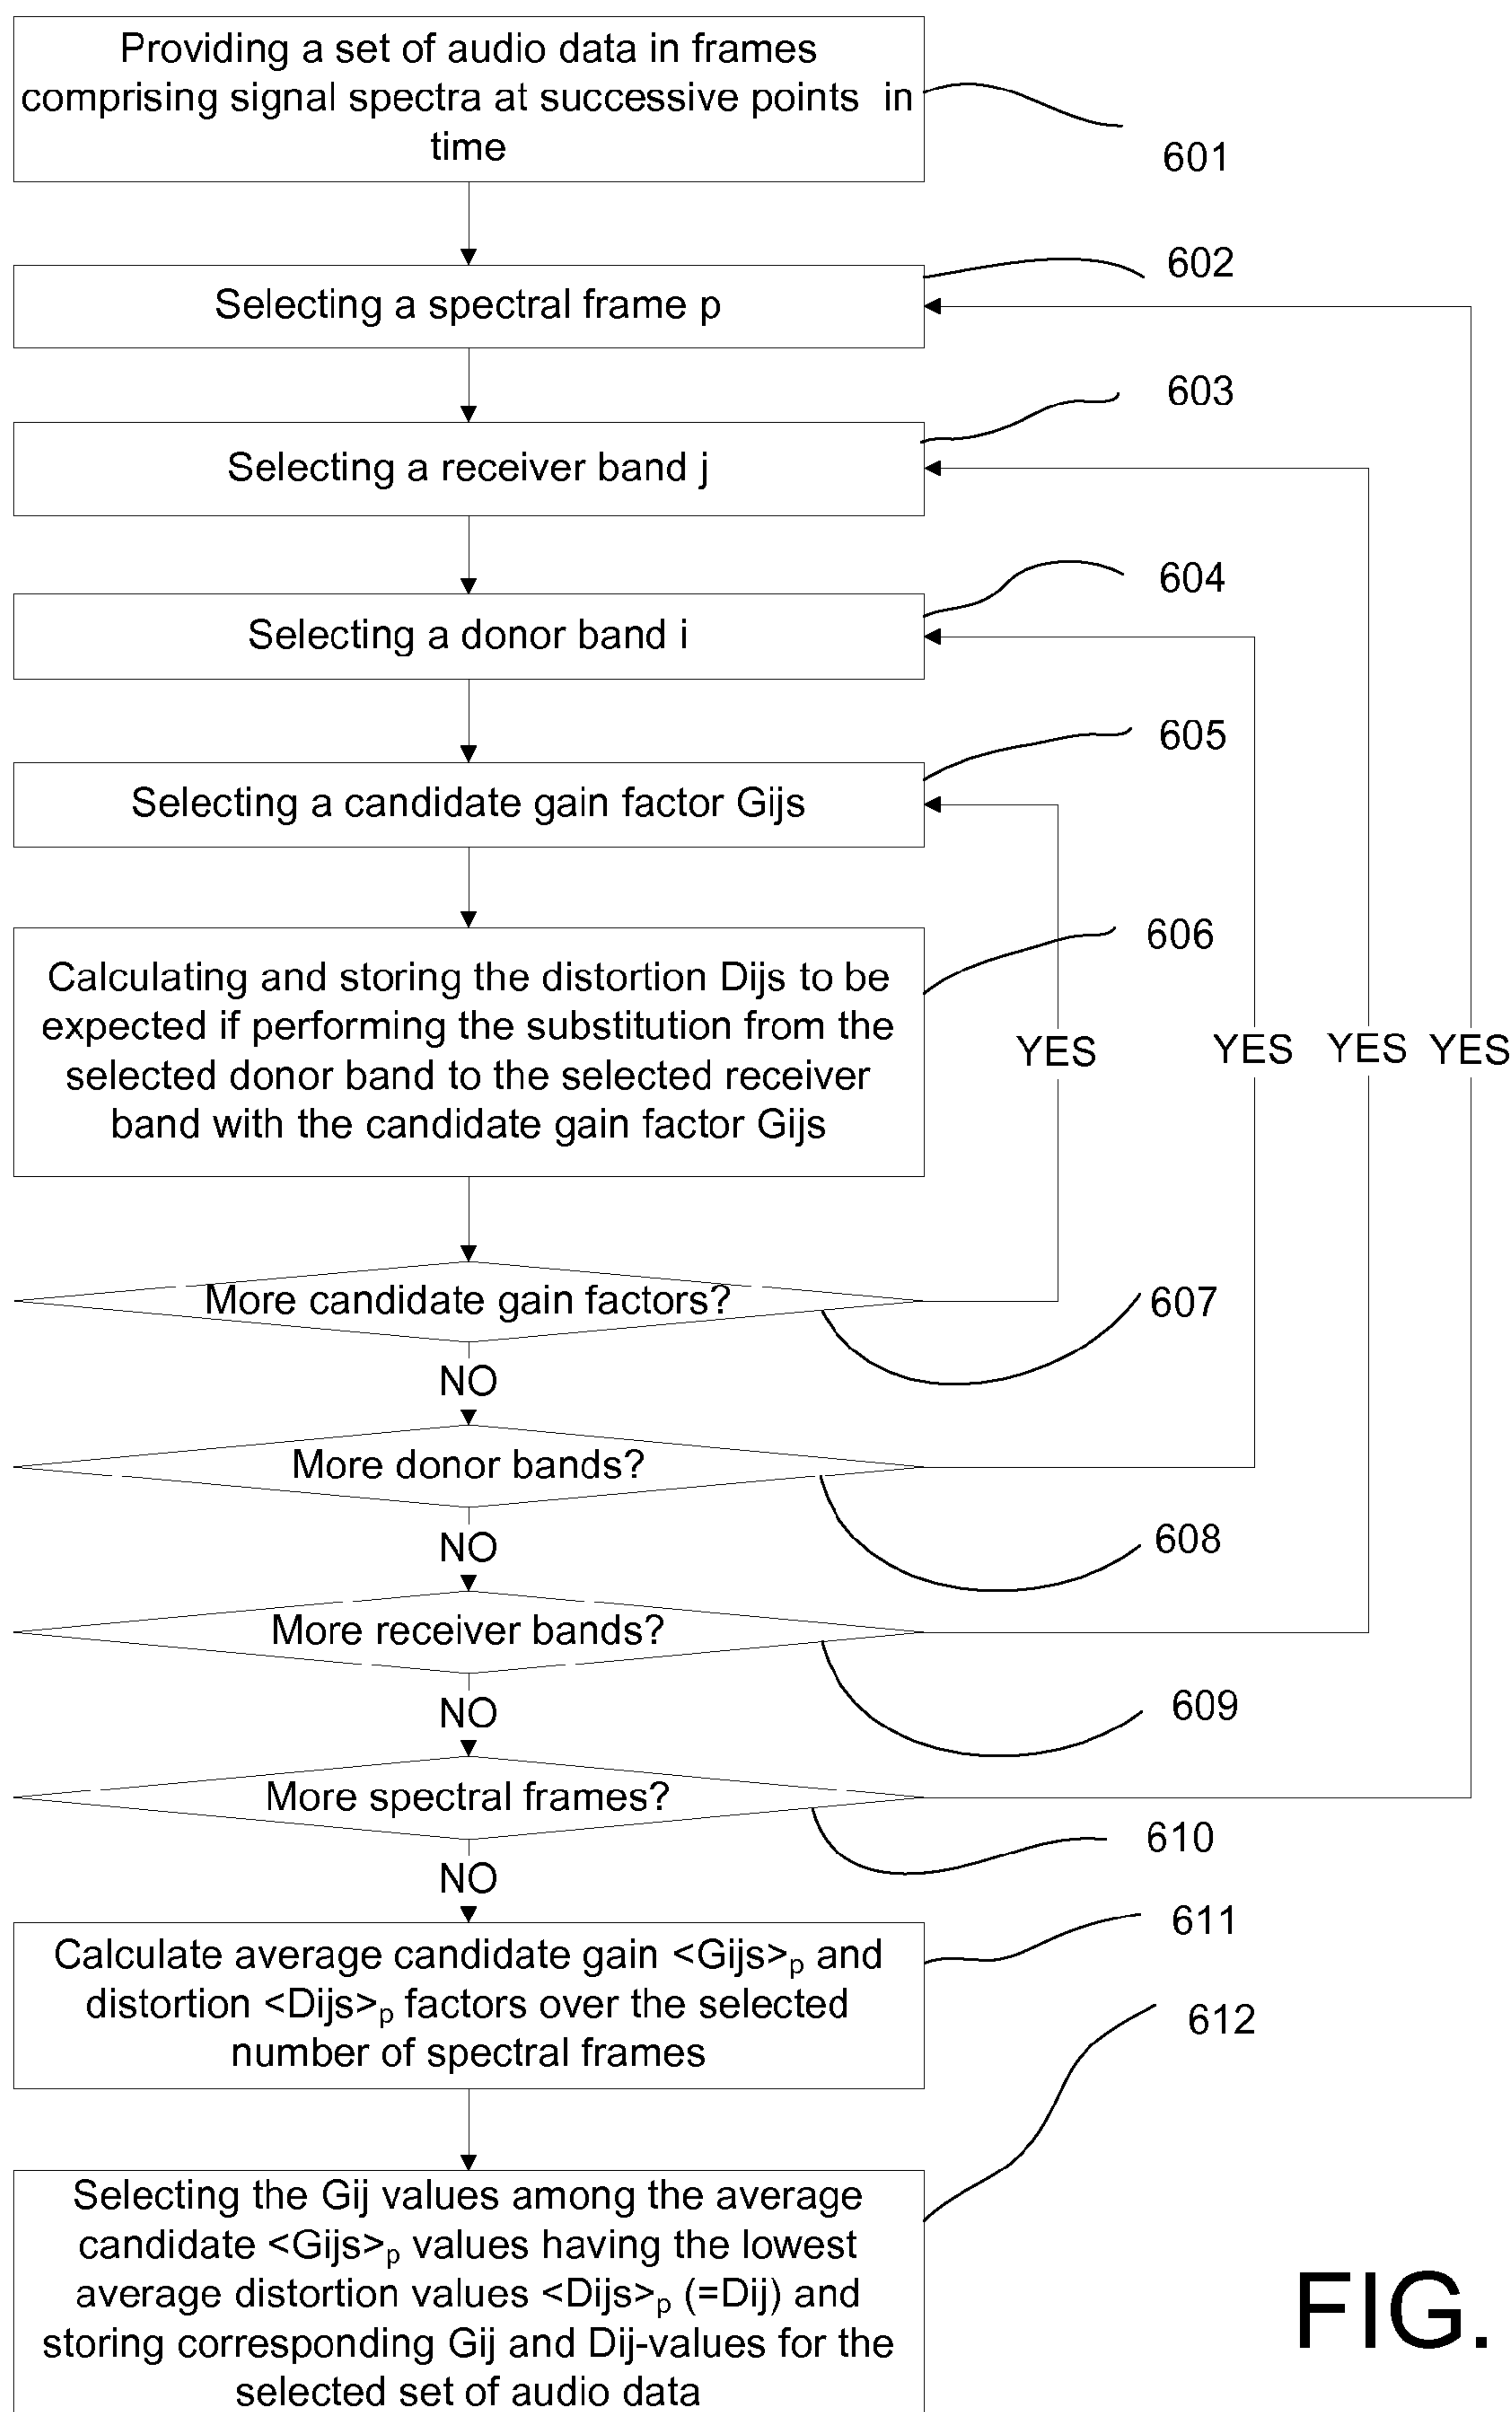 Providing a set of audio data in frames
comprising signal spectra at successive points in
time
601
602
Selecting a spectral frame p
603
Selecting a receiver band j
604
Selecting a donor band i
605
Selecting a candidate gain factor Gijs
606
Calculating and storing the distortion Dijs to be
expected if performing the substitution from the
selected donor band to the selected receiver
band with the candidate gain factor Gijs
YES YES YES YES
More candidate gain factors?
607
NO
More donor bands?
608
NO
More receiver bands?
609
NO
More spectral frames?
610
NO
611
Calculate average candidate gain <Gijs>p and
distortion <Dijs>p factors over the selected
number of spectral frames
612
Selecting the Gij values among the average
candidate <Gijs>p values having the lowest
average distortion values <Dijs>p (=Dij) and
storing corresponding Gij and Dij-values for the
selected set of audio data
FIG.